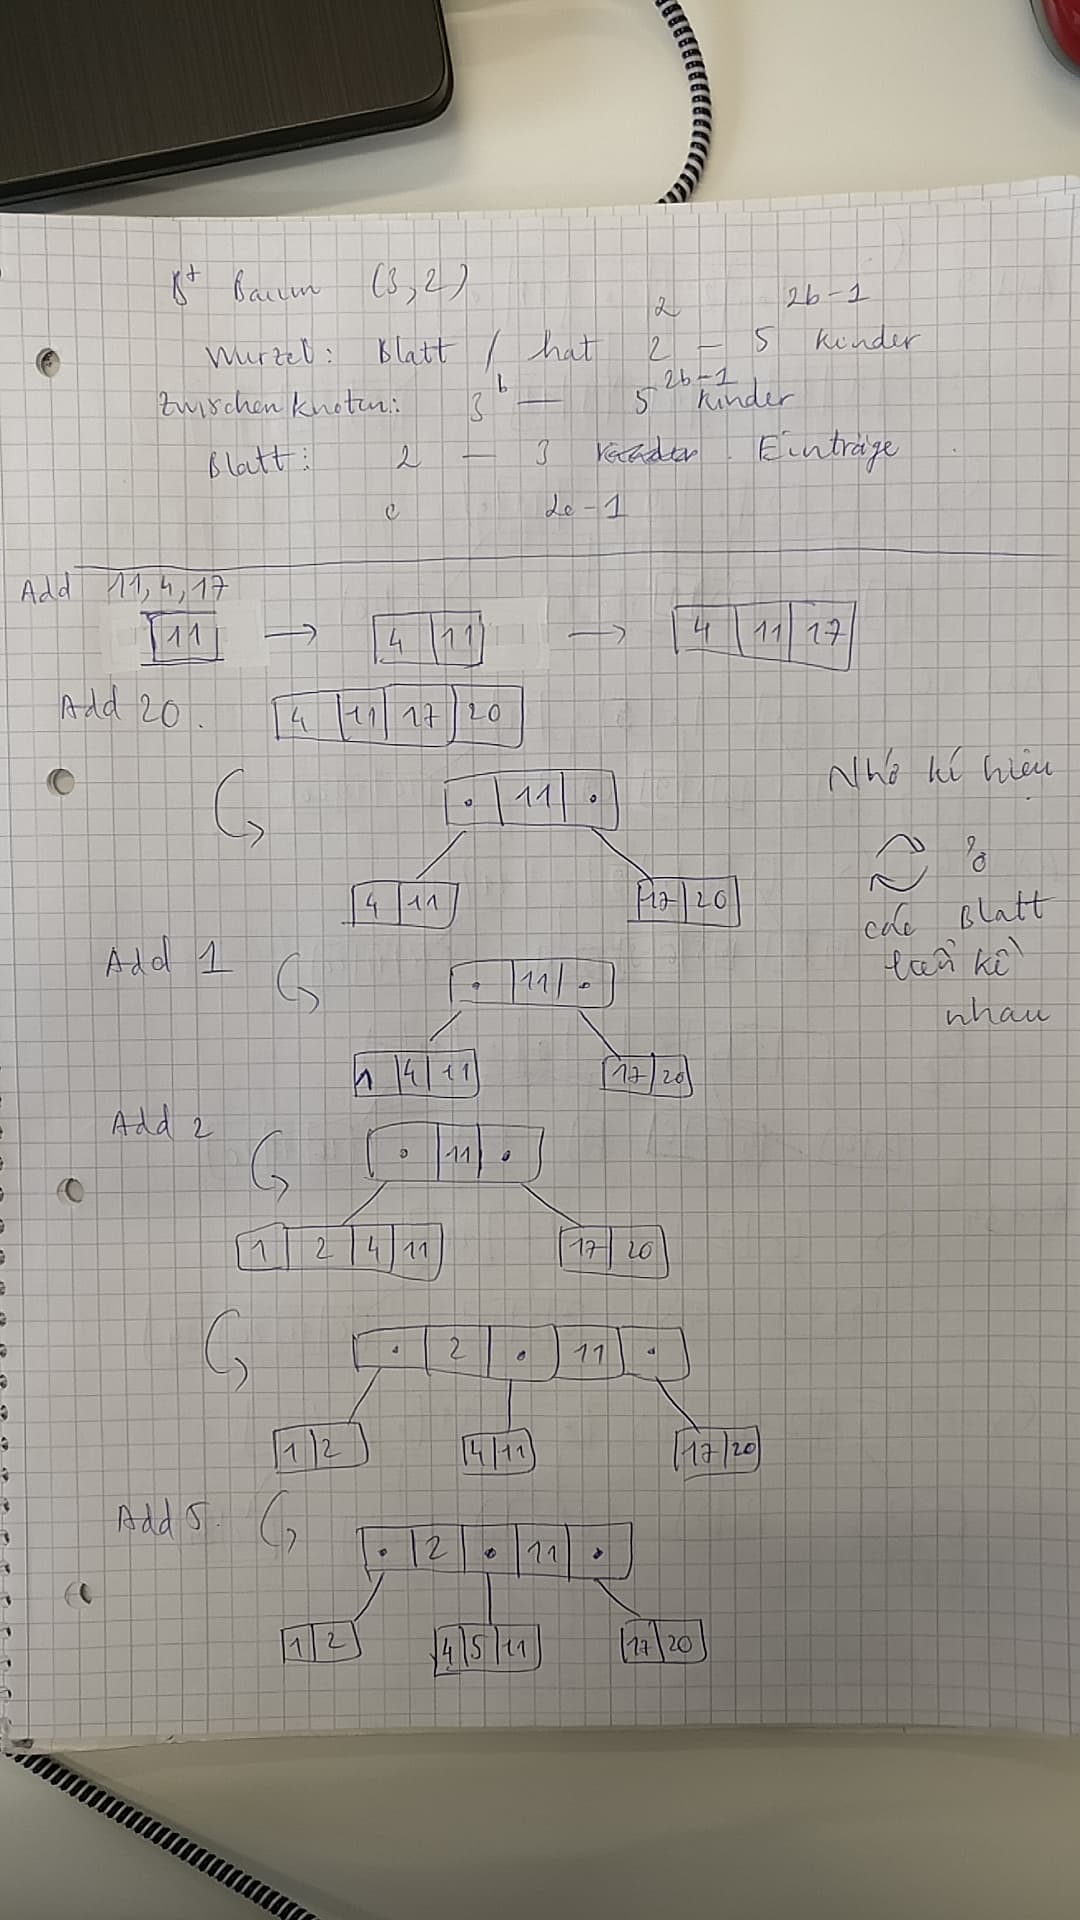 B+ Baum (3,2)
2 2b-1
Wurzel: Blatt / hat 2 – 5 Kinder
b 2b-1
Zwischenknoten: 3 — 5 Kinder
Blatt: 2 — 3 Einträge
e 2e-1
Add 11, 4, 17
11 → 4 11 → 4 11 17
Add 20. 4 11 17 20
Nhớ kí hiệu
. 11 .
ở
4 11 17 20
các Blatt
Add 1 . 11 .
liền kề
nhau
1 4 11 17 20
Add 2 . 11 .
1 2 4 11 17 20
. 2 . 11 .
1 2 4 11 17 20
Add 5. . 2 . 11 .
1 2 4 5 11 17 20